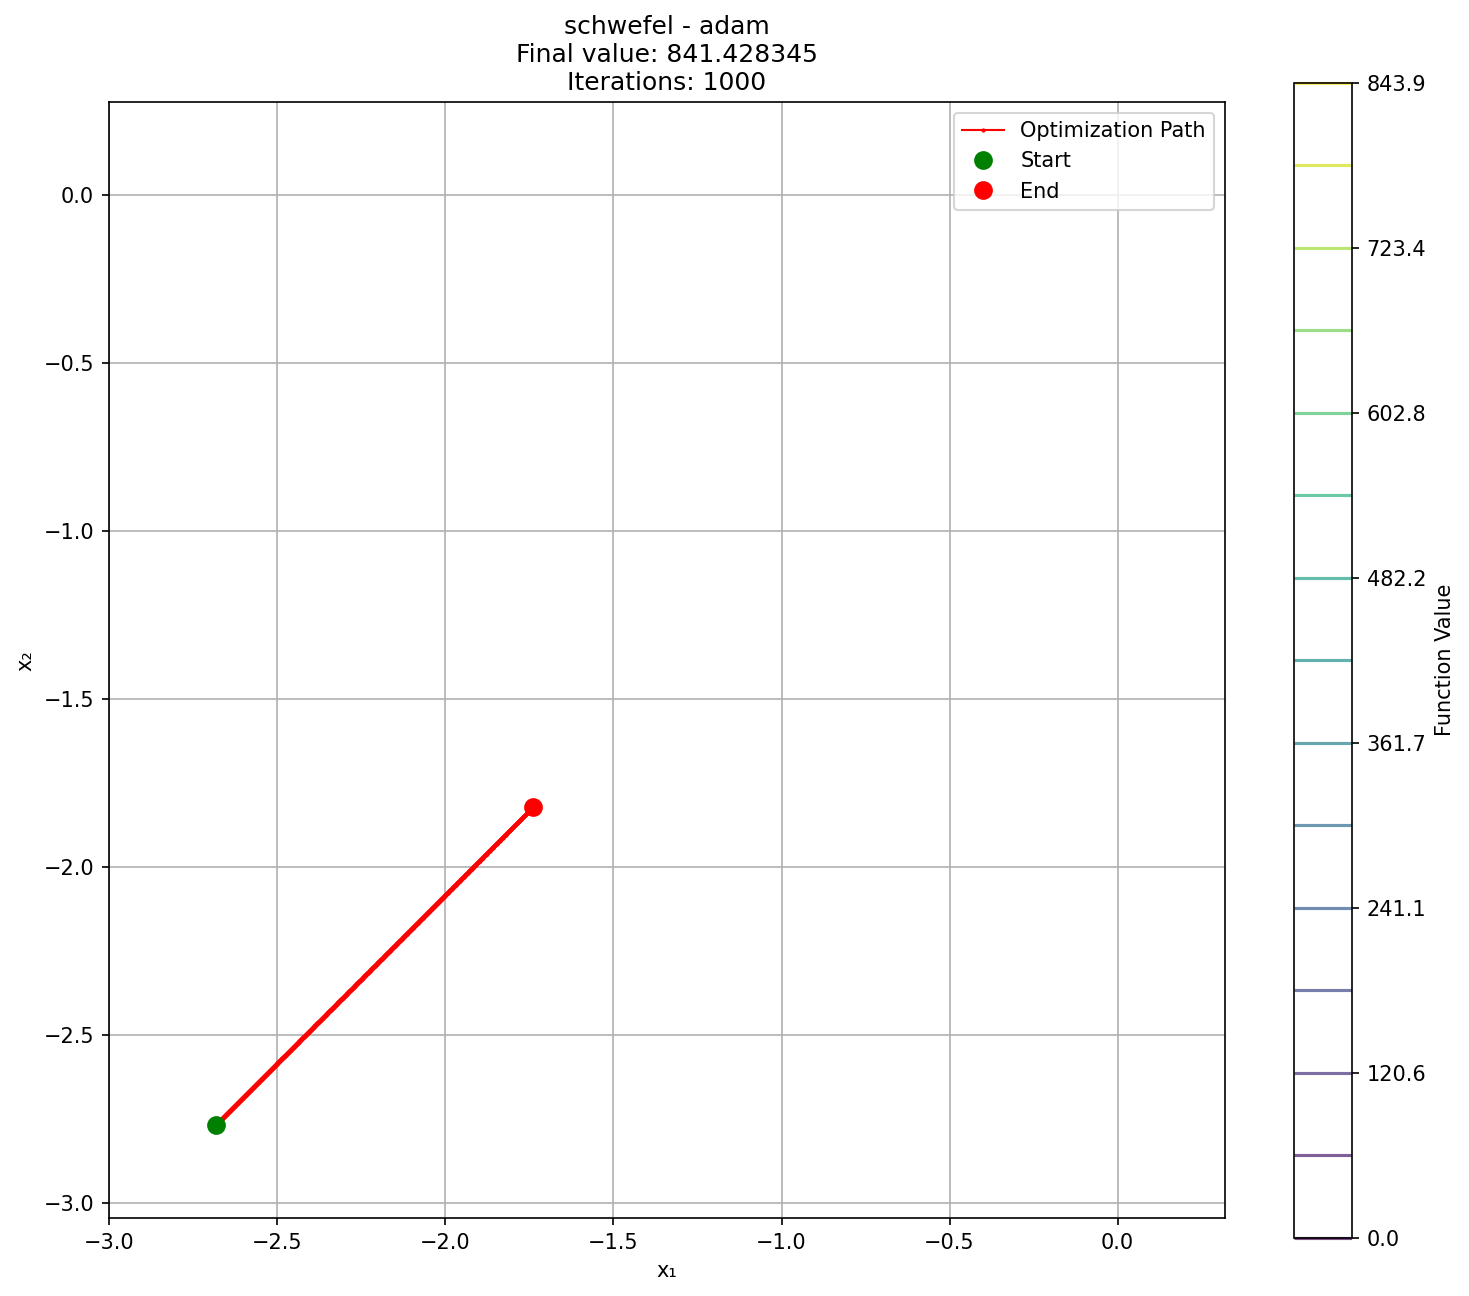 schwefel - adam
Final value: 841.428345
Iterations: 1000
Optimization Path
Start
End
0.0
−0.5
−1.0
−1.5
−2.0
−2.5
−3.0
x₂
−3.0
−2.5
−2.0
−1.5
−1.0
−0.5
0.0
x₁
843.9
723.4
602.8
482.2
361.7
241.1
120.6
0.0
Function Value